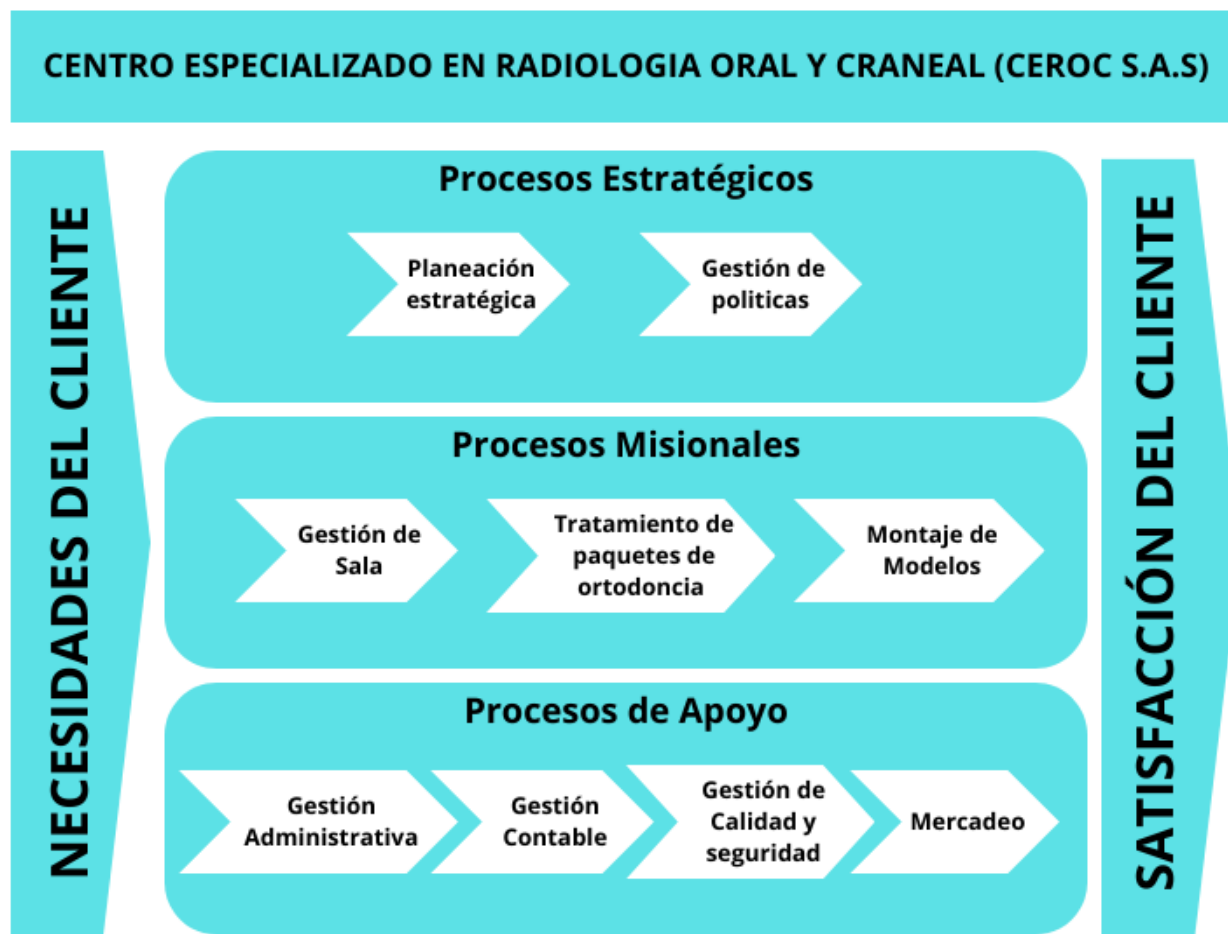 CENTRO ESPECIALIZADO EN RADIOLOGIA ORAL Y CRANEAL (CEROC S.A.S)
NECESIDADES DEL CLIENTE
Procesos Estratégicos
Planeación
estratégica
Gestión de
politicas
Procesos Misionales
Gestión de
Sala
Tratamiento de
paquetes de
ortodoncia
Montaje de
Modelos
Procesos de Apoyo
Gestión
Administrativa
Gestión
Contable
Gestión de
Calidad y
seguridad
Mercadeo
SATISFACCIÓN DEL CLIENTE